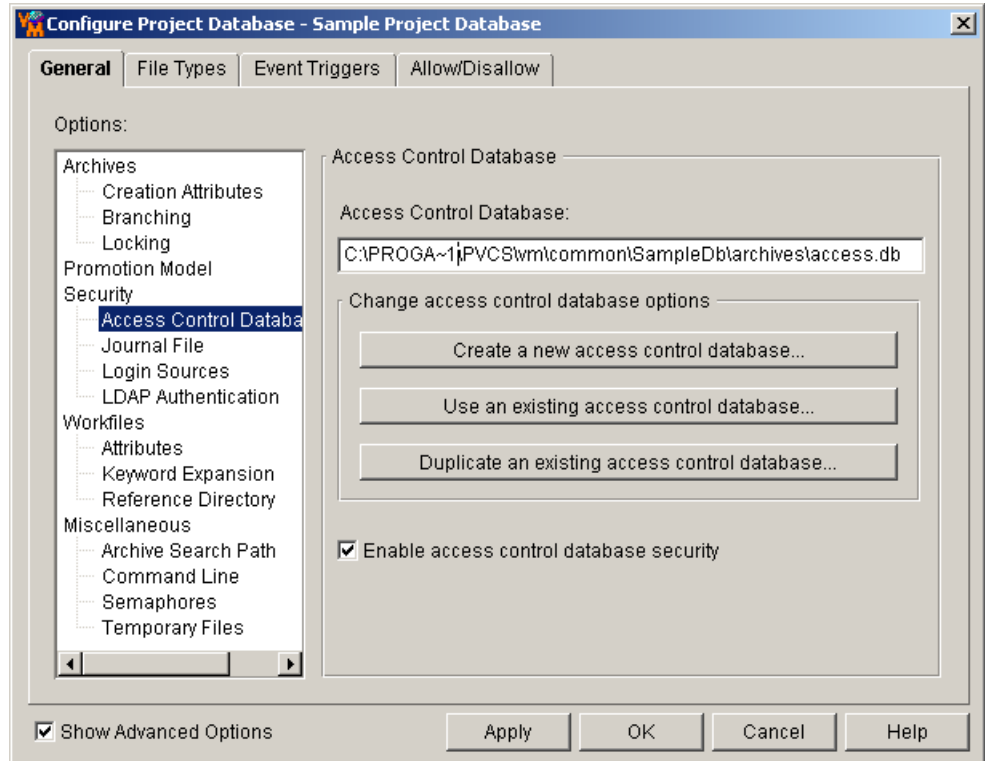 Configure Project Database - Sample Project Database
General File Types Event Triggers Allow/Disallow
Options:
Archives
Creation Attributes
Branching
Locking
Promotion Model
Security
Access Control Databa
Journal File
Login Sources
LDAP Authentication
Workfiles
Attributes
Keyword Expansion
Reference Directory
Miscellaneous
Archive Search Path
Command Line
Semaphores
Temporary Files
Access Control Database
Access Control Database:
C:\PROGA~1\PVCS\vm\common\SampleDb\archives\access.db
Change access control database options
Create a new access control database...
Use an existing access control database...
Duplicate an existing access control database...
Enable access control database security
Show Advanced Options
Apply OK Cancel Help